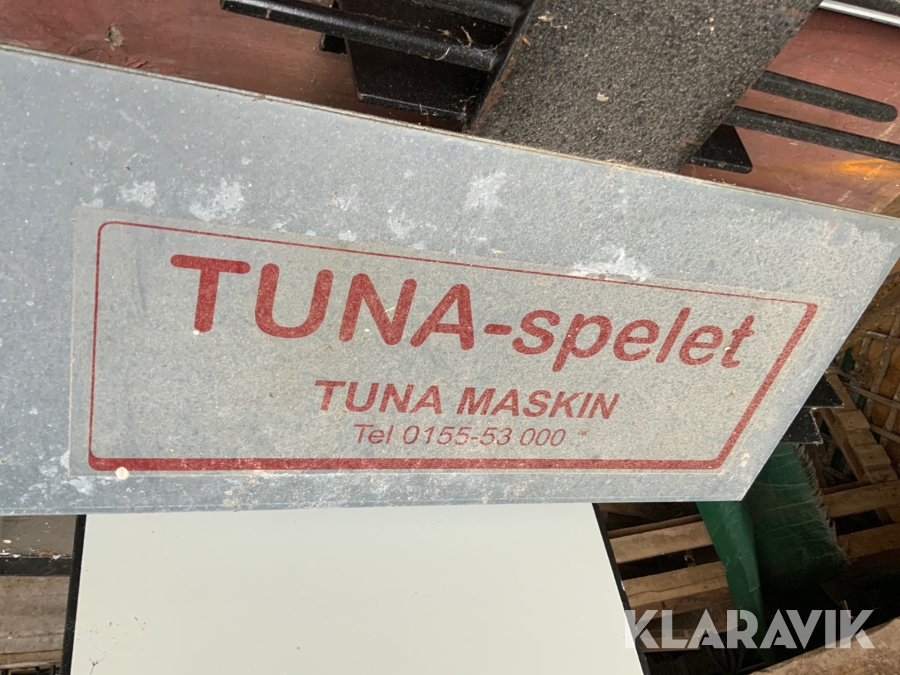 TUNA-spelet
TUNA MASKIN
Tel 0155-53 000
KLARAVIK